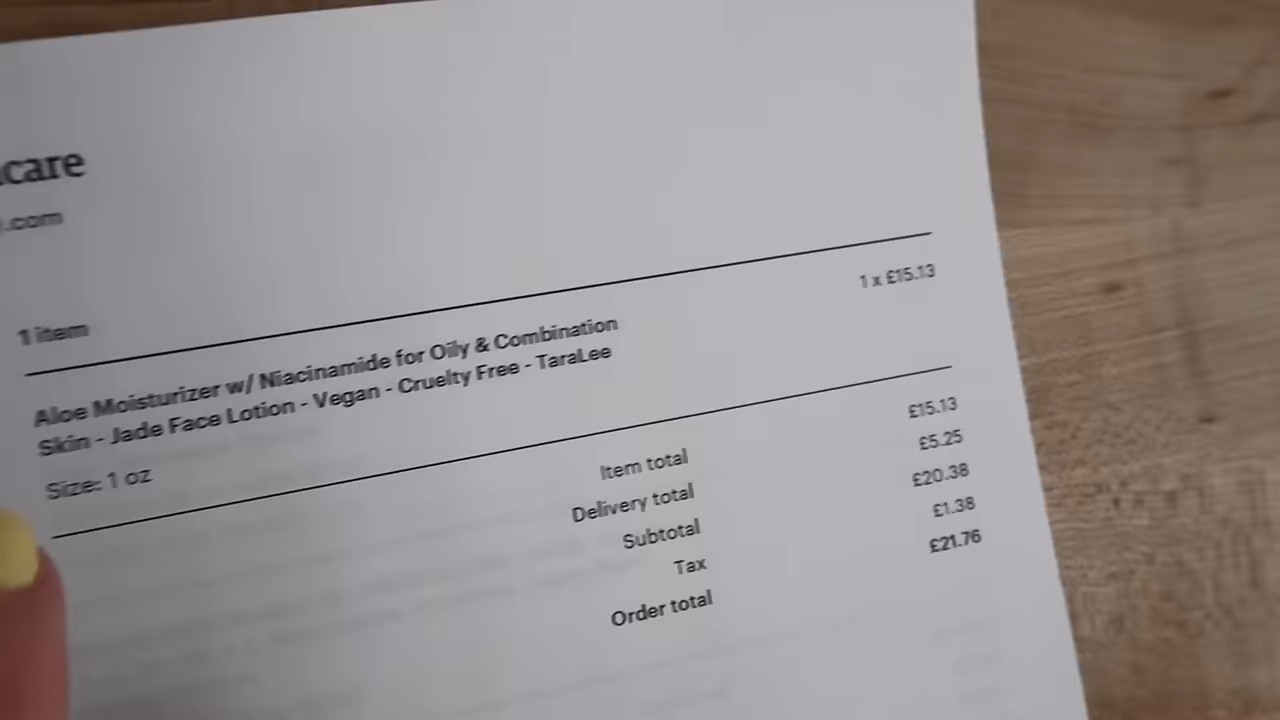 care
.com
1 item
1 x £15.13
Aloe Moisturizer w/ Niacinamide for Oily & Combination
Skin - Jade Face Lotion - Vegan - Cruelty Free - TaraLee
Size: 1 oz
Item total £15.13
Delivery total £5.25
Subtotal £20.38
Tax £1.38
Order total £21.76